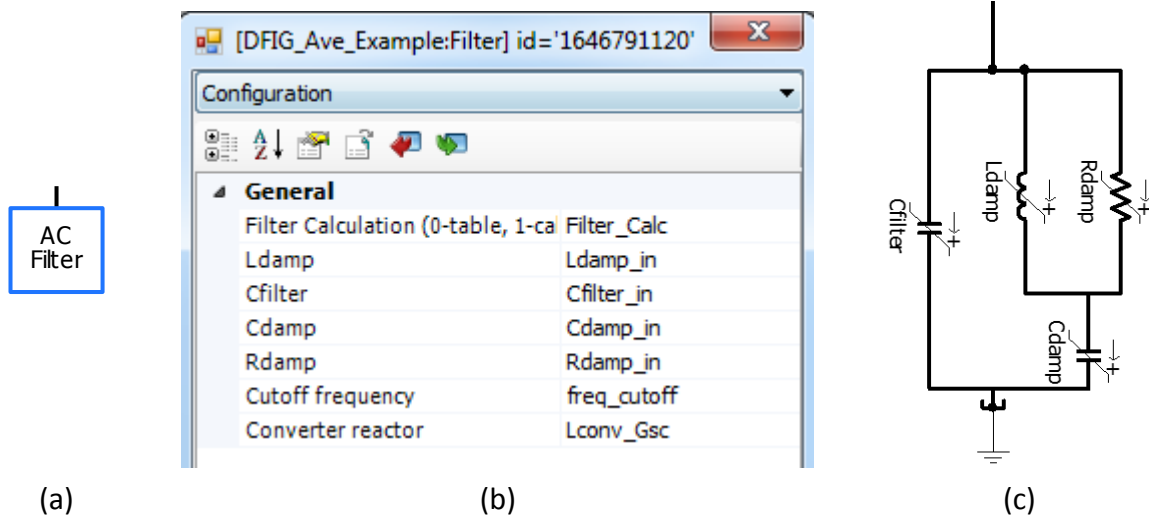 [DFIG_Ave_Example:Filter] id='1646791120'
Configuration
General
Filter Calculation (0-table, 1-ca Filter_Calc
Ldamp Ldamp_in
Cfilter Cfilter_in
Cdamp Cdamp_in
Rdamp Rdamp_in
Cutoff frequency freq_cutoff
Converter reactor Lconv_Gsc
AC
Filter
Cfilter
Ldamp
Rdamp
Cdamp
(a)
(b)
(c)